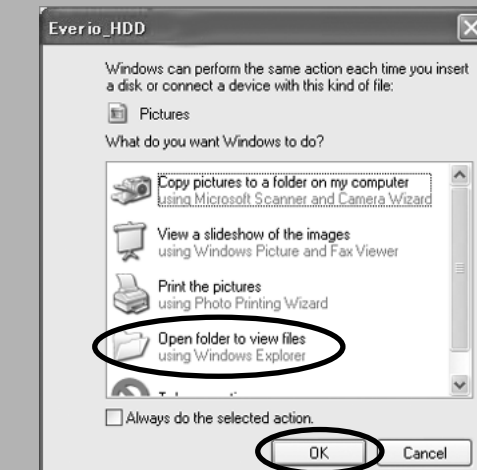 Everio_HDD
Windows can perform the same action each time you insert
a disk or connect a device with this kind of file:
Pictures
What do you want Windows to do?
Copy pictures to a folder on my computer
using Microsoft Scanner and Camera Wizard
View a slideshow of the images
using Windows Picture and Fax Viewer
Print the pictures
using Photo Printing Wizard
Open folder to view files
using Windows Explorer
Always do the selected action.
OK
Cancel